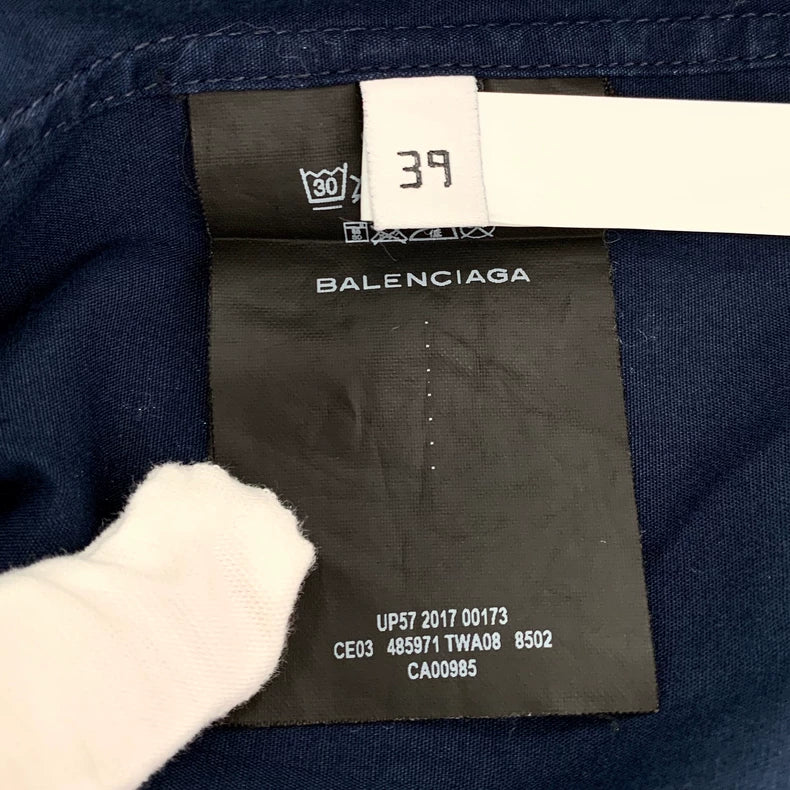 39
30
BALENCIAGA
UP57 2017 00173
CE03 485971 TWA08 8502
CA00985